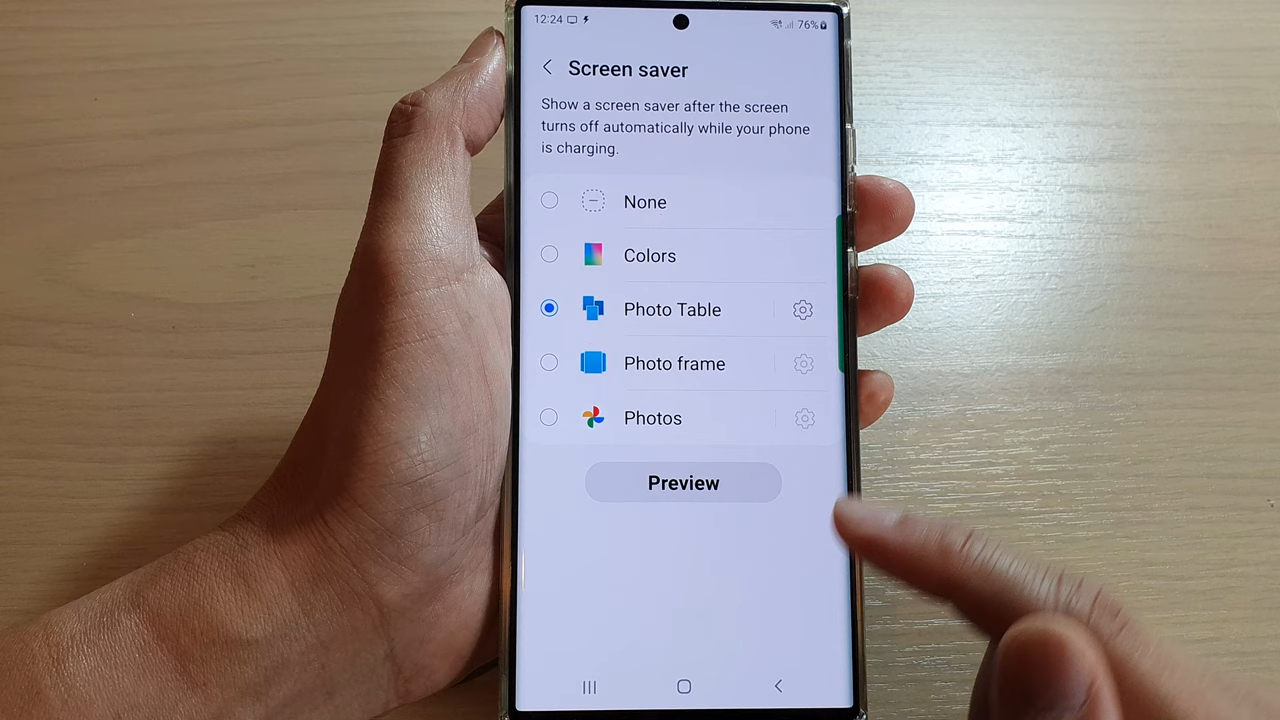 12:24 76%
Screen saver
Show a screen saver after the screen
turns off automatically while your phone
is charging.
None
Colors
Photo Table
Photo frame
Photos
Preview